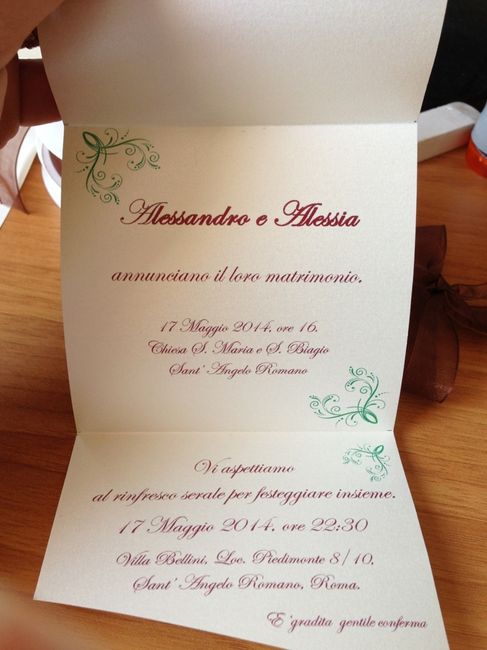 Alessandro e Alessia
annunciano il loro matrimonio.
17 Maggio 2014, ore 16.
Chiesa S. Maria e S. Biagio
Sant' Angelo Romano
Vi aspettiamo
al rinfresco serale per festeggiare insieme.
17 Maggio 2014, ore 22:30
Villa Bellini, Loc. Piedimonte 8/10,
Sant' Angelo Romano, Roma.
E 'gradita gentile conferma